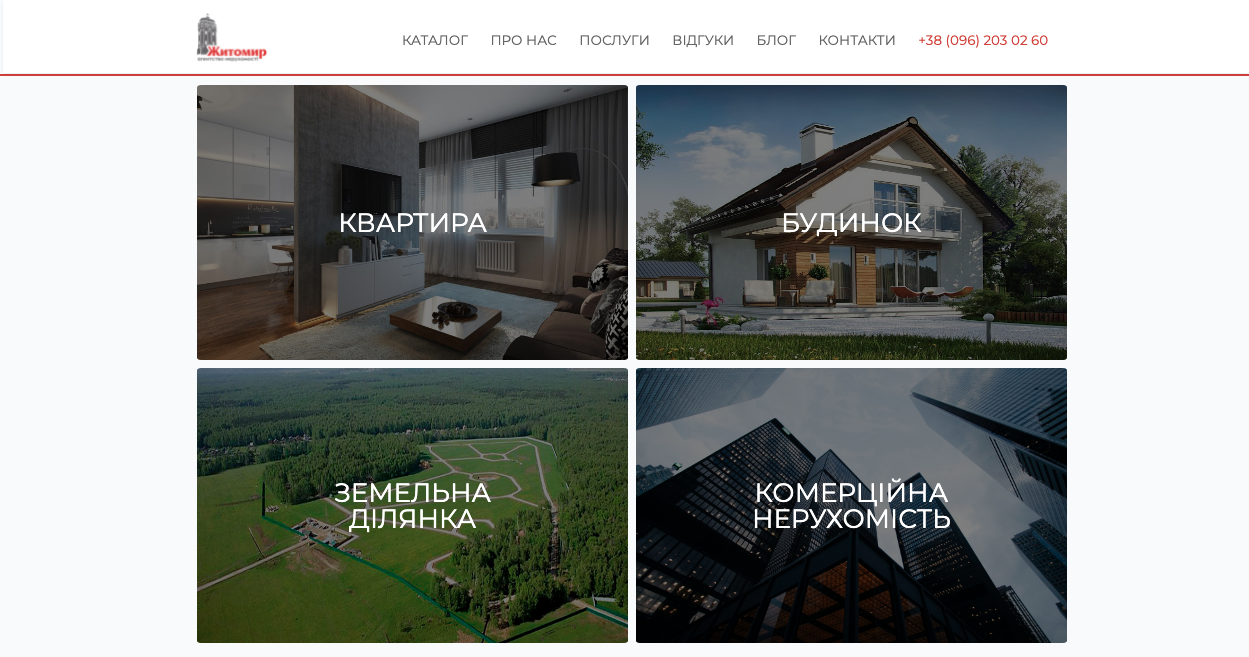 Житомир
агентство нерухомості
КАТАЛОГ ПРО НАС ПОСЛУГИ ВІДГУКИ БЛОГ КОНТАКТИ +38 (096) 203 02 60
КВАРТИРА
БУДИНОК
ЗЕМЕЛЬНА
ДІЛЯНКА
КОМЕРЦІЙНА
НЕРУХОМІСТЬ